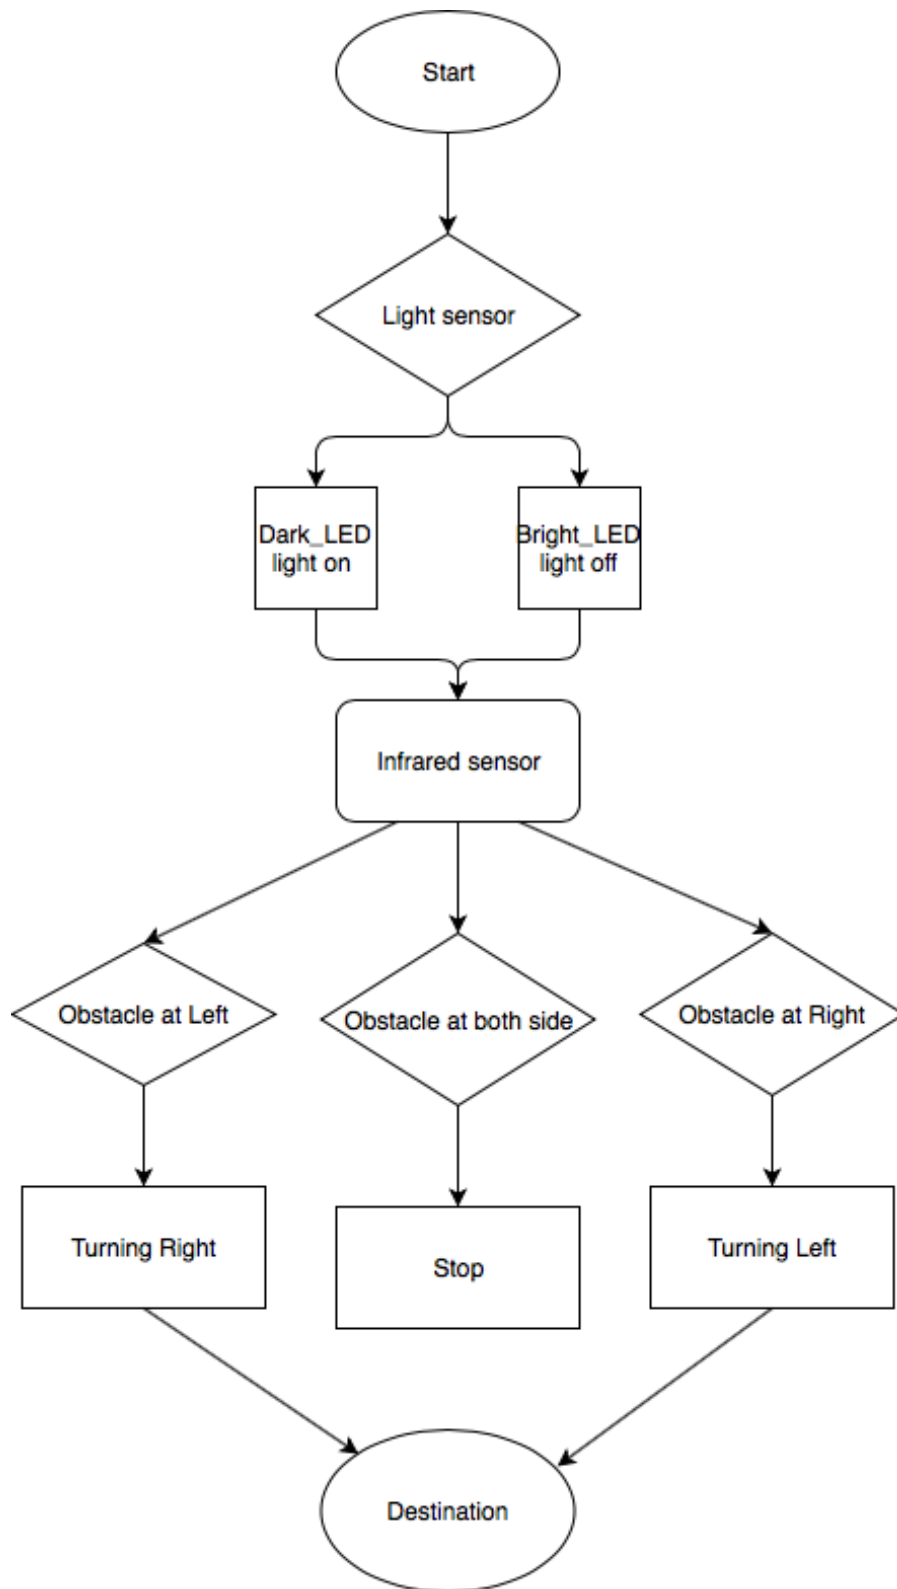 Start
Light sensor
Dark_LED
light on
Bright_LED
light off
Infrared sensor
Obstacle at Left
Obstacle at both side
Obstacle at Right
Turning Right
Stop
Turning Left
Destination